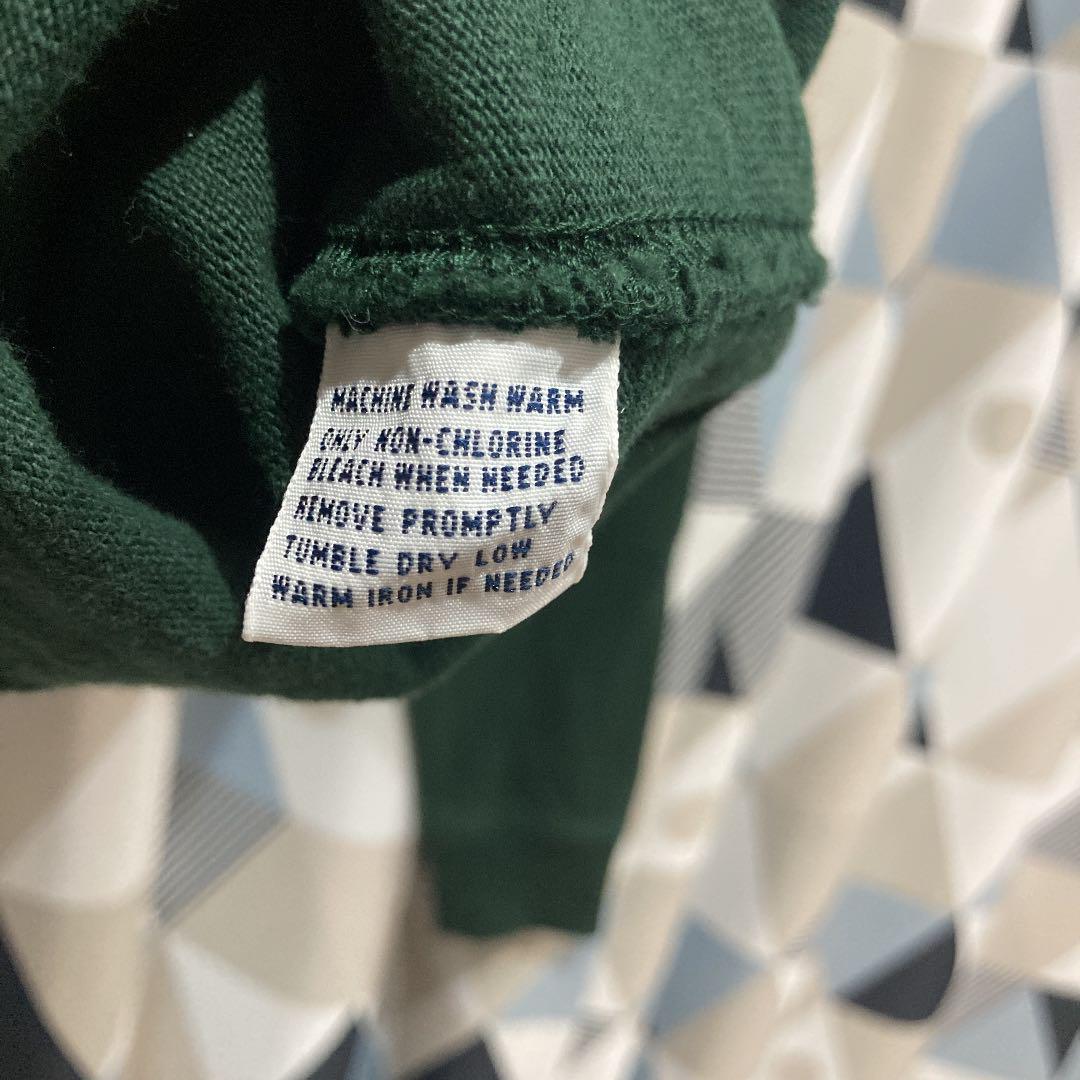 MACHINE WASH WARM
ONLY NON-CHLORINE
BLEACH WHEN NEEDED
REMOVE PROMPTLY
TUMBLE DRY LOW
WARM IRON IF NEEDED